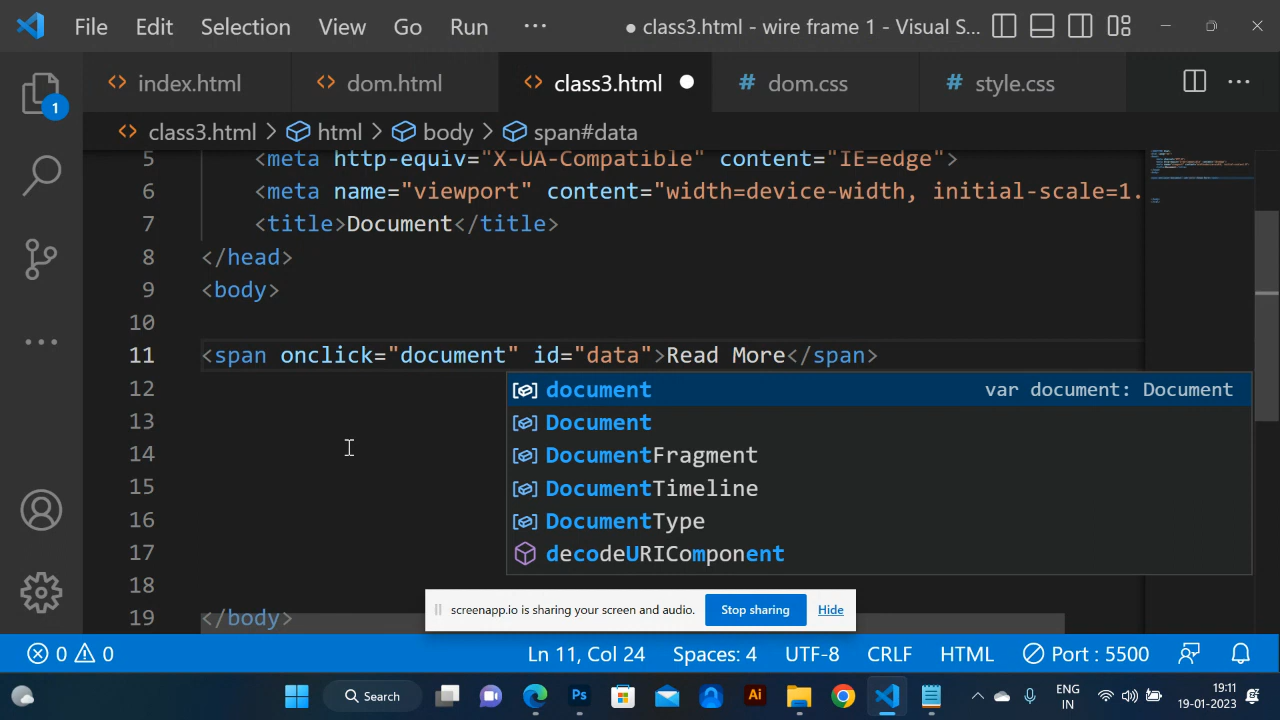 File Edit Selection View Go Run ··· ● class3.html - wire frame 1 - Visual S...
index.html dom.html class3.html ● # dom.css # style.css ···
1
class3.html > html > body > span#data
5 <meta http-equiv="X-UA-Compatible" content="IE=edge">
6 <meta name="viewport" content="width=device-width, initial-scale=1.
7 <title>Document</title>
8 </head>
9 <body>
10
11 <span onclick="document" id="data">Read More</span>
12 document var document: Document
13 Document
14 DocumentFragment
15 DocumentTimeline
16 DocumentType
17 decodeURIComponent
18
screenapp.io is sharing your screen and audio. Stop sharing Hide
19 </body>
0 0 Ln 11, Col 24 Spaces: 4 UTF-8 CRLF HTML Port : 5500
Search Ps Ai ENG
IN 19:11
19-01-2023